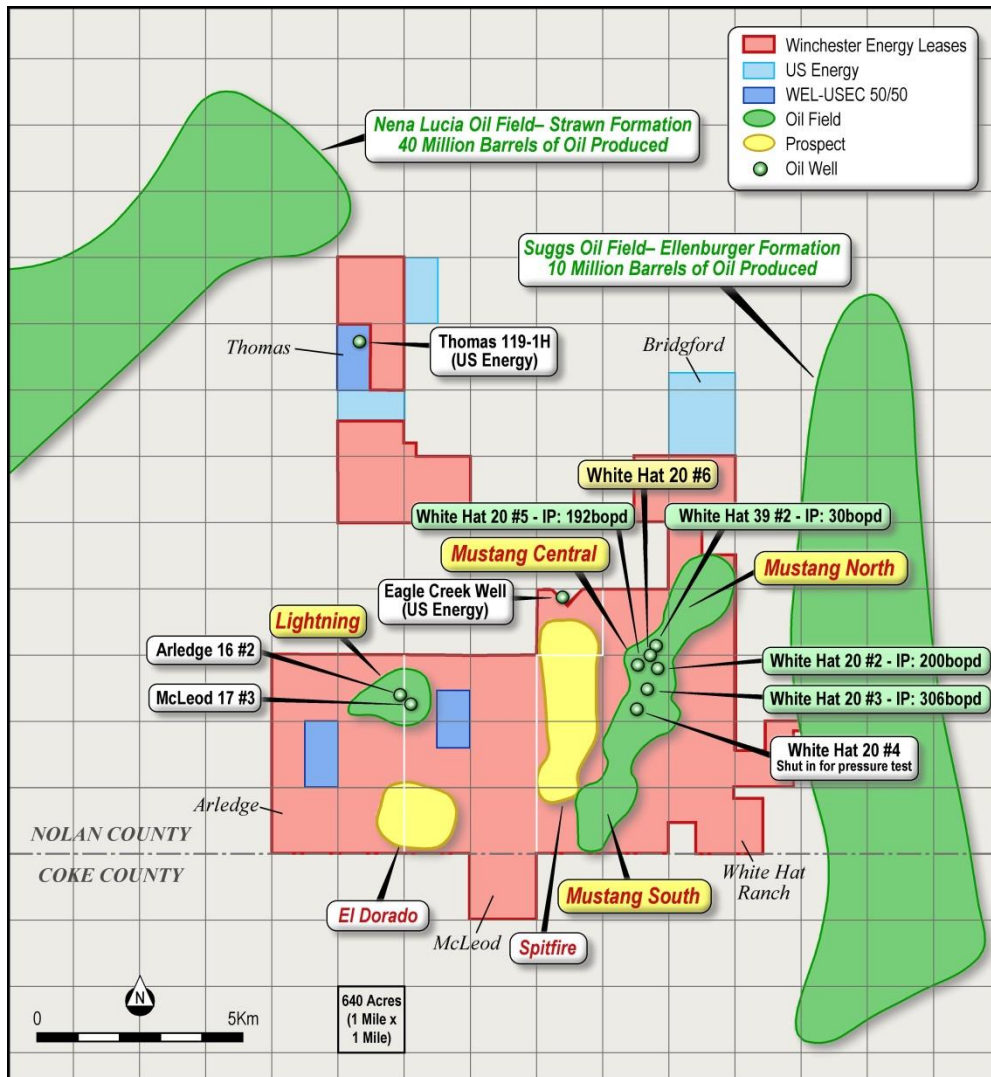 Winchester Energy Leases
US Energy
WEL-USEC 50/50
Oil Field
Prospect
Oil Well
Nena Lucia Oil Field– Strawn Formation
40 Million Barrels of Oil Produced
Suggs Oil Field– Ellenburger Formation
10 Million Barrels of Oil Produced
Thomas
Thomas 119-1H
(US Energy)
Bridgford
White Hat 20 #6
White Hat 20 #5 - IP: 192bopd
White Hat 39 #2 - IP: 30bopd
Mustang Central
Mustang North
Eagle Creek Well
(US Energy)
Lightning
Arledge 16 #2
McLeod 17 #3
White Hat 20 #2 - IP: 200bopd
White Hat 20 #3 - IP: 306bopd
White Hat 20 #4
Shut in for pressure test
Arledge
NOLAN COUNTY
COKE COUNTY
White Hat
Ranch
Mustang South
El Dorado
McLeod
Spitfire
N
0
5Km
640 Acres
(1 Mile x
1 Mile)